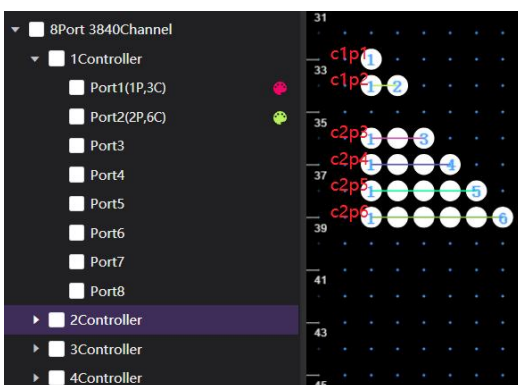 8Port 3840Channel
1Controller
Port1(1P,3C)
Port2(2P,6C)
Port3
Port4
Port5
Port6
Port7
Port8
2Controller
3Controller
4Controller
31
c1p1 1
33
c1p2 1 2
35
c2p3 1 3
c2p4 1 4
37
c2p5 1 5
c2p6 1 6
39
41
43
45